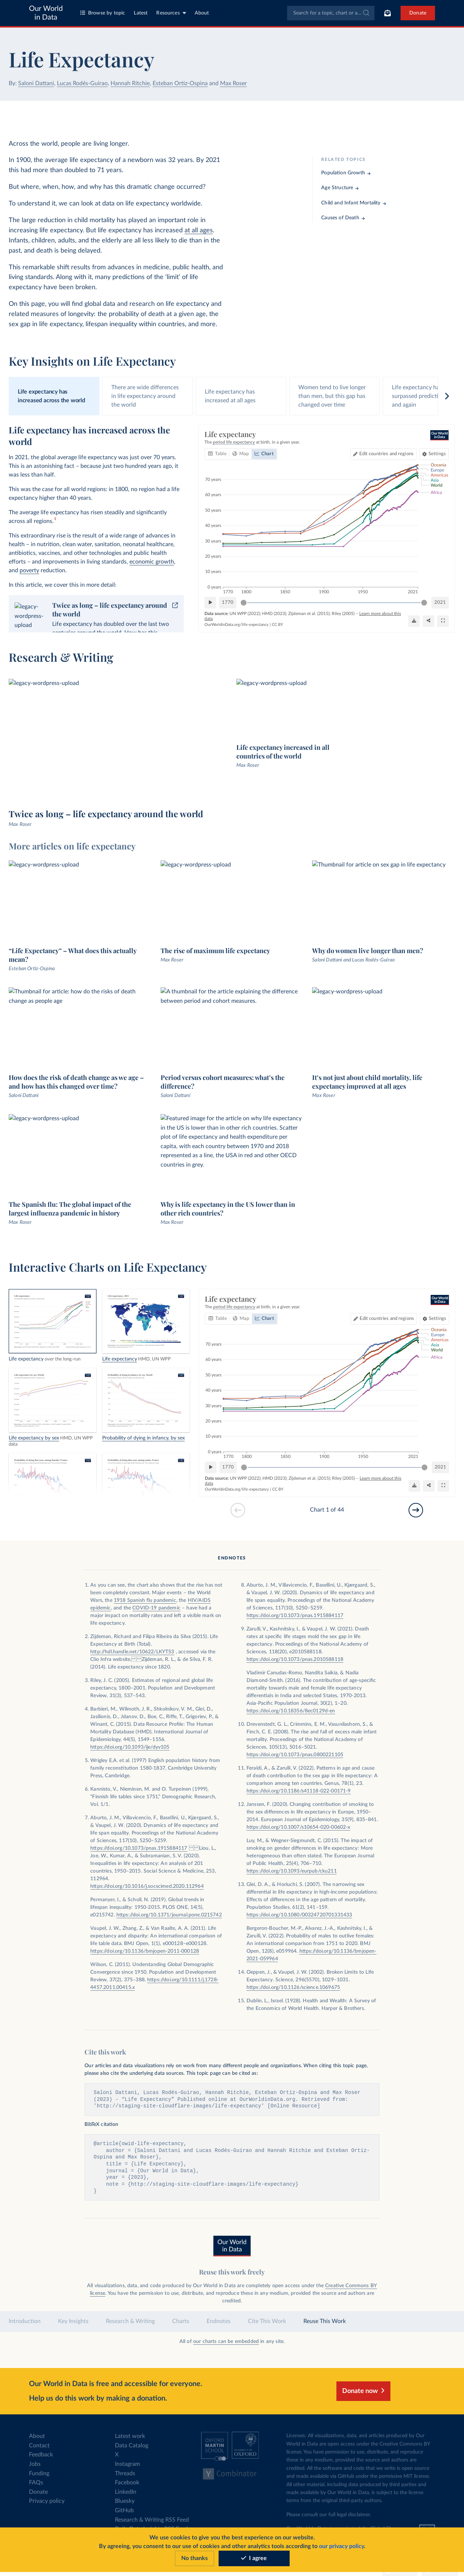 Our World
in Data
Browse by topic
Latest
Resources
About
Search for a topic, chart or a...
Donate
Life Expectancy
By: Saloni Dattani, Lucas Rodés-Guirao, Hannah Ritchie, Esteban Ortiz-Ospina and Max Roser
Across the world, people are living longer.
In 1900, the average life expectancy of a newborn was 32 years. By 2021
this had more than doubled to 71 years.
But where, when, how, and why has this dramatic change occurred?
To understand it, we can look at data on life expectancy worldwide.
The large reduction in child mortality has played an important role in
increasing life expectancy. But life expectancy has increased at all ages.
Infants, children, adults, and the elderly are all less likely to die than in the
past, and death is being delayed.
This remarkable shift results from advances in medicine, public health, and
living standards. Along with it, many predictions of the 'limit' of life
expectancy have been broken.
On this page, you will find global data and research on life expectancy and
related measures of longevity: the probability of death at a given age, the
sex gap in life expectancy, lifespan inequality within countries, and more.
RELATED TOPICS
Population Growth
Age Structure
Child and Infant Mortality
Causes of Death
Key Insights on Life Expectancy
Life expectancy has
increased across the world
There are wide differences
in life expectancy around
the world
Life expectancy has
increased at all ages
Women tend to live longer
than men, but this gap has
changed over time
Life expectancy ha
surpassed predicti
and again
Life expectancy has increased across the
world
In 2021, the global average life expectancy was just over 70 years.
This is an astonishing fact – because just two hundred years ago, it
was less than half.
This was the case for all world regions: in 1800, no region had a life
expectancy higher than 40 years.
The average life expectancy has risen steadily and significantly
across all regions.1
This extraordinary rise is the result of a wide range of advances in
health – in nutrition, clean water, sanitation, neonatal healthcare,
antibiotics, vaccines, and other technologies and public health
efforts – and improvements in living standards, economic growth,
and poverty reduction.
In this article, we cover this in more detail:
legacy-
wordpress-
upload
Twice as long – life expectancy around
the world
Life expectancy has doubled over the last two
Life expectancy
The period life expectancy at birth, in a given year.
Our World
in Data
Table
Map
Chart
Edit countries and regions
Settings
70 years
60 years
50 years
40 years
30 years
20 years
10 years
0 years
1770
1800
1850
1900
1950
2021
Oceania
Europe
Americas
Asia
World
Africa
1770
2021
Data source: UN WPP (2022); HMD (2023); Zijdeman et al. (2015); Riley (2005) – Learn more about this
data
OurWorldinData.org/life-expectancy | CC BY
Research & Writing
legacy-wordpress-upload
legacy-wordpress-upload
Life expectancy increased in all
countries of the world
Max Roser
Twice as long – life expectancy around the world
Max Roser
More articles on life expectancy
legacy-wordpress-upload
legacy-wordpress-upload
Thumbnail for article on sex gap in life expectancy
“Life Expectancy” – What does this actually
mean?
Esteban Ortiz-Ospina
The rise of maximum life expectancy
Max Roser
Why do women live longer than men?
Saloni Dattani and Lucas Rodés-Guirao
Thumbnail for article: how do the risks of death
change as people age
A thumbnail for the article explaining the difference
between period and cohort measures.
legacy-wordpress-upload
How does the risk of death change as we age –
and how has this changed over time?
Saloni Dattani
Period versus cohort measures: what's the
difference?
Saloni Dattani
It's not just about child mortality, life
expectancy improved at all ages
Max Roser
legacy-wordpress-upload
Featured image for the article on why life expectancy
in the US is lower than in other rich countries. Scatter
plot of life expectancy and health expenditure per
capita, with each country between 1970 and 2018
represented as a line, the USA in red and other OECD
countries in grey.
The Spanish flu: The global impact of the
largest influenza pandemic in history
Max Roser
Why is life expectancy in the US lower than in
other rich countries?
Max Roser
Interactive Charts on Life Expectancy
Life expectancy over the long-run
Life expectancy HMD, UN WPP
Life expectancy by sex HMD, UN WPP
data
Probability of dying in infancy, by sex
Life expectancy
The period life expectancy at birth, in a given year.
Our World
in Data
Table
Map
Chart
Edit countries and regions
Settings
70 years
60 years
50 years
40 years
30 years
20 years
10 years
0 years
1770
1800
1850
1900
1950
2021
Oceania
Europe
Americas
Asia
World
Africa
1770
2021
Data source: UN WPP (2022); HMD (2023); Zijdeman et al. (2015); Riley (2005) – Learn more about this
data
OurWorldinData.org/life-expectancy | CC BY
Chart 1 of 44
ENDNOTES
1. As you can see, the chart also shows that the rise has not
been completely constant. Major events – the World
Wars, the 1918 Spanish flu pandemic, the HIV/AIDS
epidemic, and the COVID-19 pandemic – have had a
major impact on mortality rates and left a visible mark on
life expectancy.
2. Zijdeman, Richard and Filipa Ribeira da Silva (2015). Life
Expectancy at Birth (Total).
http://hdl.handle.net/10622/LKYT53 , accessed via the
Clio Infra website. Zijdeman, R. L., & de Silva, F. R.
(2014). Life expectancy since 1820.
3. Riley, J. C. (2005). Estimates of regional and global life
expectancy, 1800–2001. Population and Development
Review, 31(3), 537–543.
4. Barbieri, M., Wilmoth, J. R., Shkolnikov, V. M., Glei, D.,
Jasilionis, D., Jdanov, D., Boe, C., Riffe, T., Grigoriev, P., &
Winant, C. (2015). Data Resource Profile: The Human
Mortality Database (HMD). International Journal of
Epidemiology, 44(5), 1549–1556.
https://doi.org/10.1093/ije/dyv105
5. Wrigley E.A. et al. (1997) English population history from
family reconstitution 1580-1837. Cambridge University
Press, Cambridge.
6. Kannisto, V., Nieminen, M. and O. Turpeinen (1999).
"Finnish life tables since 1751." Demographic Research,
Vol. 1/1.
7. Aburto, J. M., Villavicencio, F., Basellini, U., Kjærgaard, S.,
& Vaupel, J. W. (2020). Dynamics of life expectancy and
life span equality. Proceedings of the National Academy
of Sciences, 117(10), 5250–5259.
https://doi.org/10.1073/pnas.1915884117 Liou, L.,
Joe, W., Kumar, A., & Subramanian, S. V. (2020).
Inequalities in life expectancy: An analysis of 201
countries, 1950–2015. Social Science & Medicine, 253,
112964.
https://doi.org/10.1016/j.socscimed.2020.112964
Permanyer, I., & Scholl, N. (2019). Global trends in
lifespan inequality: 1950-2015. PLOS ONE, 14(5),
e0215742. https://doi.org/10.1371/journal.pone.0215742
Vaupel, J. W., Zhang, Z., & Van Raalte, A. A. (2011). Life
expectancy and disparity: An international comparison of
life table data. BMJ Open, 1(1), e000128–e000128.
https://doi.org/10.1136/bmjopen-2011-000128
Wilson, C. (2011). Understanding Global Demographic
Convergence since 1950. Population and Development
Review, 37(2), 375–388. https://doi.org/10.1111/j.1728-
4457.2011.00415.x
8. Aburto, J. M., Villavicencio, F., Basellini, U., Kjærgaard, S.,
& Vaupel, J. W. (2020). Dynamics of life expectancy and
life span equality. Proceedings of the National Academy
of Sciences, 117(10), 5250–5259.
https://doi.org/10.1073/pnas.1915884117
9. Zarulli, V., Kashnitsky, I., & Vaupel, J. W. (2021). Death
rates at specific life stages mold the sex gap in life
expectancy. Proceedings of the National Academy of
Sciences, 118(20), e2010588118.
https://doi.org/10.1073/pnas.2010588118
Vladimir Canudas-Romo, Nandita Saikia, & Nadia
Diamond-Smith. (2016). The contribution of age-specific
mortality towards male and female life expectancy
differentials in India and selected States, 1970-2013.
Asia-Pacific Population Journal, 30(2), 1–20.
https://doi.org/10.18356/8ec0129d-en
10. Drevenstedt, G. L., Crimmins, E. M., Vasunilashorn, S., &
Finch, C. E. (2008). The rise and fall of excess male infant
mortality. Proceedings of the National Academy of
Sciences, 105(13), 5016–5021.
https://doi.org/10.1073/pnas.0800221105
11. Feraldi, A., & Zarulli, V. (2022). Patterns in age and cause
of death contribution to the sex gap in life expectancy: A
comparison among ten countries. Genus, 78(1), 23.
https://doi.org/10.1186/s41118-022-00171-9
12. Janssen, F. (2020). Changing contribution of smoking to
the sex differences in life expectancy in Europe, 1950–
2014. European Journal of Epidemiology, 35(9), 835–841.
https://doi.org/10.1007/s10654-020-00602-x
Luy, M., & Wegner-Siegmundt, C. (2015). The impact of
smoking on gender differences in life expectancy: more
heterogeneous than often stated. The European Journal
of Public Health, 25(4), 706–710.
https://doi.org/10.1093/eurpub/cku211
13. Glei, D. A., & Horiuchi, S. (2007). The narrowing sex
differential in life expectancy in high-income populations:
Effects of differences in the age pattern of mortality.
Population Studies, 61(2), 141–159.
https://doi.org/10.1080/00324720701331433
Bergeron-Boucher, M.-P., Alvarez, J.-A., Kashnitsky, I., &
Zarulli, V. (2022). Probability of males to outlive females:
an international comparison from 1751 to 2020. BMJ
Open, 12(8), e059964. https://doi.org/10.1136/bmjopen-
2021-059964
14. Oeppen, J., & Vaupel, J. W. (2002). Broken Limits to Life
Expectancy. Science, 296(5570), 1029–1031.
https://doi.org/10.1126/science.1069675
15. Dublin, L., Israel. (1928). Health and Wealth: A Survey of
the Economics of World Health. Harper & Brothers.
Cite this work
Our articles and data visualizations rely on work from many different people and organizations. When citing this topic page,
please also cite the underlying data sources. This topic page can be cited as:
Saloni Dattani, Lucas Rodés-Guirao, Hannah Ritchie, Esteban Ortiz-Ospina and Max Roser
(2023) - “Life Expectancy” Published online at OurWorldinData.org. Retrieved from:
'http://staging-site-cloudflare-images/life-expectancy' [Online Resource]
BibTeX citation
@article{owid-life-expectancy,
author = {Saloni Dattani and Lucas Rodés-Guirao and Hannah Ritchie and Esteban Ortiz-
Ospina and Max Roser},
title = {Life Expectancy},
journal = {Our World in Data},
year = {2023},
note = {http://staging-site-cloudflare-images/life-expectancy}
}
Our World
in Data
Reuse this work freely
All visualizations, data, and code produced by Our World in Data are completely open access under the Creative Commons BY
license. You have the permission to use, distribute, and reproduce these in any medium, provided the source and authors are
credited.
Introduction
Key Insights
Research & Writing
Charts
Endnotes
Cite This Work
Reuse This Work
All of our charts can be embedded in any site.
Our World in Data is free and accessible for everyone.
Help us do this work by making a donation.
Donate now
About
Contact
Feedback
Jobs
Funding
FAQs
Donate
Privacy policy
Latest work
Data Catalog
X
Instagram
Threads
Facebook
LinkedIn
Bluesky
GitHub
Research & Writing RSS Feed
OXFORD
MARTIN
SCHOOL
OXFORD
Y Combinator
Licenses: All visualizations, data, and articles produced by Our
World in Data are open access under the Creative Commons BY
license. You have permission to use, distribute, and reproduce
these in any medium, provided the source and authors are
credited. All the software and code that we write is open source
and made available on GitHub under the permissive MIT license.
All other material, including data produced by third parties and
made available by Our World in Data, is subject to the license
terms from the original third-party authors.
Please consult our full legal disclaimer.
We use cookies to give you the best experience on our website.
By agreeing, you consent to our use of cookies and other analytics tools according to our privacy policy.
No thanks
I agree